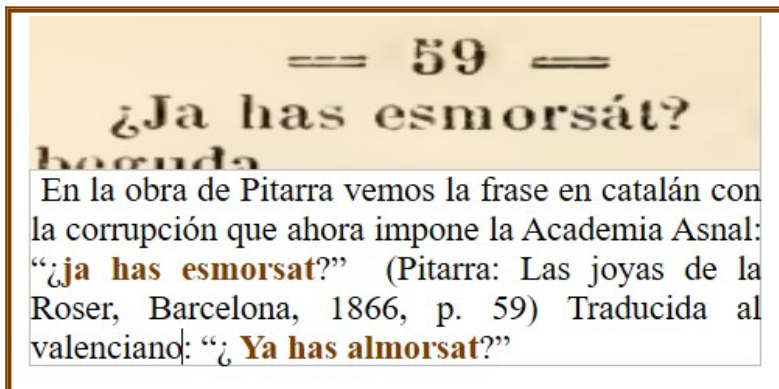 == 59 ==
¿Ja has esmorsát?
beguda
En la obra de Pitarra vemos la frase en catalán con
la corrupción que ahora impone la Academia Asnal:
“¿ja has esmorsat?” (Pitarra: Las joyas de la
Roser, Barcelona, 1866, p. 59) Traducida al
valenciano: “¿ Ya has almorsat?”